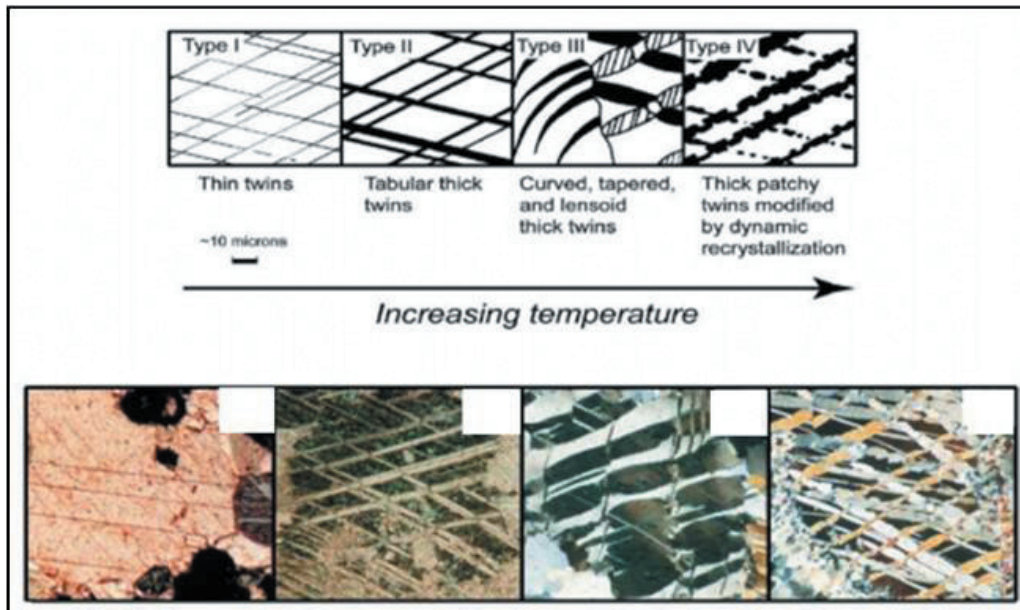 Type I
Type II
Type III
Type IV
Thin twins
Tabular thick
twins
Curved, tapered,
and lensoid
thick twins
Thick patchy
twins modified
by dynamic
recrystallization
~10 microns
Increasing temperature